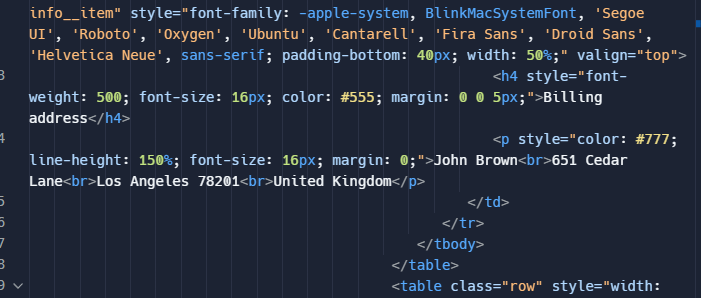 info__item" style="font-family: -apple-system, BlinkMacSystemFont, 'Segoe
UI', 'Roboto', 'Oxygen', 'Ubuntu', 'Cantarell', 'Fira Sans', 'Droid Sans',
'Helvetica Neue', sans-serif; padding-bottom: 40px; width: 50%;" valign="top">
3 <h4 style="font-
weight: 500; font-size: 16px; color: #555; margin: 0 0 5px;">Billing
address</h4>
4 <p style="color: #777;
line-height: 150%; font-size: 16px; margin: 0;">John Brown<br>651 Cedar
Lane<br>Los Angeles 78201<br>United Kingdom</p>
5 </td>
6 </tr>
7 </tbody>
8 </table>
9 <table class="row" style="width: